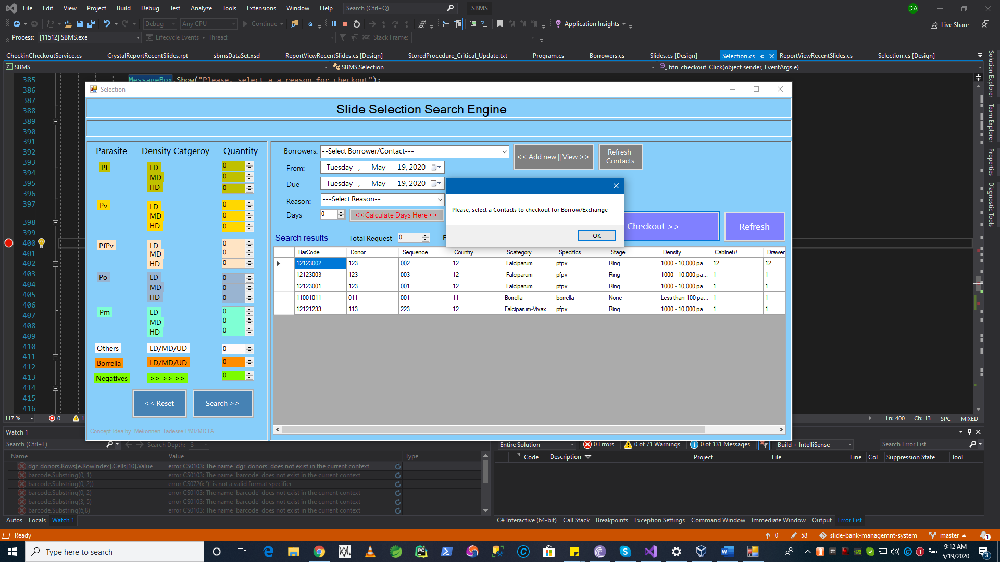 File Edit View Project Build Debug Test Analyze Tools Extensions Window Help Search (Ctrl+Q) SBMS DA
Debug Any CPU Continue Application Insights Live Share
Process: [11512] SBMS.exe Lifecycle Events Thread: Stack Frame:
CheckinCheckoutService.cs CrystalReportRecentSlides.rpt sbmsDataSet.xsd ReportViewRecentSlides.cs [Design] StoredProcedure_Critical_Update.txt Program.cs Borrowers.cs Slides.cs [Design] Selection.cs ReportViewRecentSlides.cs Selection.cs [Design]
SBMS SBMS.Selection btn_checkout_Click(object sender, EventArgs e)
385 MessageBox.Show("Please, select a a reason for checkout");
386
387
388
389
390
391
392
393
394
395
396
397
398
399
400
401
402
403
404
405
406
407
408
409
410
411
412
413
414
415
416
Solution Explorer
Team Explorer
Properties
Diagnostic Tools
Selection
Slide Selection Search Engine
Parasite Density Catgeroy Quantity
Pf LD 0
MD 0
HD 0
Pv LD 0
MD 0
HD 0
PfPv LD 0
MD 0
HD 0
Po LD 0
MD 0
HD 0
Pm LD 0
MD 0
HD 0
Others LD/MD/UD 0
Borrella LD/MD/UD 0
Negatives >> >> >> 0
<< Reset Search >>
Concept Idea by Mekonnen Tadesse PMI/MDTA.
Borrowers: --Select Borrower/Contact--- << Add new || View >> Refresh Contacts
From: Tuesday , May 19, 2020
Due Tuesday , May 19, 2020
Reason: ---Select Reason--
Days 0 <<Calculate Days Here>>
Please, select a Contacts to checkout for Borrow/Exchange
OK
Checkout >> Refresh
Search results Total Request 0 F
BarCode Donor Sequence Country Scategory Specifics Stage Density Cabinet# Drawer
12123002 123 002 12 Falciparum pfpv Ring 1000 - 10,000 pa... 12 12
12123003 123 003 12 Falciparum pfpv Ring 1000 - 10,000 pa... 1 1
12123001 123 001 12 Falciparum pfpv Ring 1000 - 10,000 pa... 1 1
11001011 011 001 11 Borrella borrella None Less than 100 pa... 1 1
12121233 113 223 12 Falciparum-Vivax ... pfpv Ring 1000 - 10,000 pa... 1 1
117 % 0 1 Ln: 400 Ch: 13 SPC MIXED
Watch 1
Search (Ctrl+E) Search Depth: 3
Name Value Type
dgr_donors.Rows[e.RowIndex].Cells[10].Value error CS0103: The name 'dgr_donors' does not exist in the current context
barcode.Substring(0, 1) error CS0103: The name 'barcode' does not exist in the current context
barcode.Substring(0, 2)) error CS0726: ')' is not a valid format specifier
barcode.Substring(0, 2) error CS0103: The name 'barcode' does not exist in the current context
barcode.Substring(3, 5) error CS0103: The name 'barcode' does not exist in the current context
barcode.Substring(6,8) error CS0103: The name 'barcode' does not exist in the current context
Autos Locals Watch 1
Entire Solution 0 Errors 0 of 71 Warnings 0 of 131 Messages Build + IntelliSense Search Error List
Code Description Project File Line Col Suppression State Tool
C# Interactive (64-bit) Call Stack Breakpoints Exception Settings Command Window Immediate Window Output Error List
Ready 0 58 slide-bank-managemnt-system master 1
Type here to search
9:12 AM
5/19/2020
3